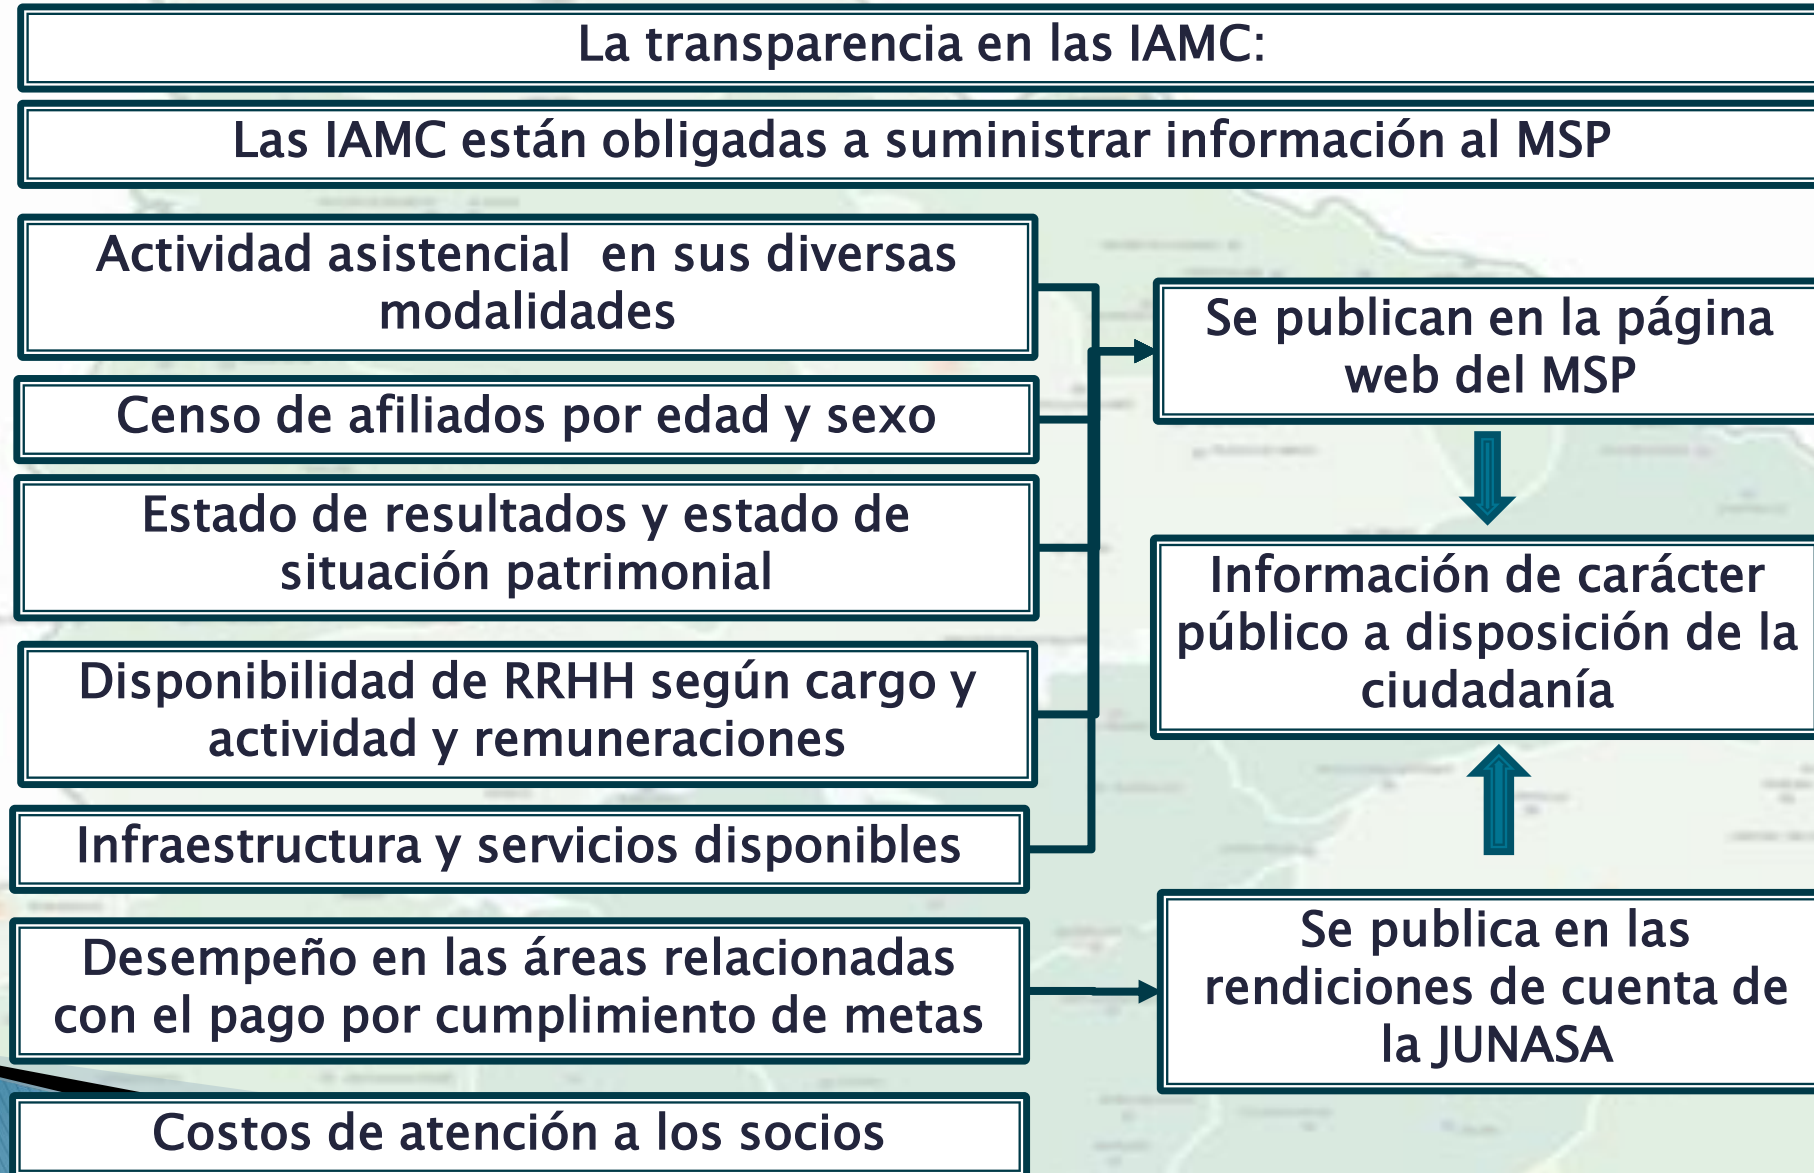 La transparencia en las IAMC:
Las IAMC están obligadas a suministrar información al MSP
Actividad asistencial en sus diversas
modalidades
Censo de afiliados por edad y sexo
Estado de resultados y estado de
situación patrimonial
Disponibilidad de RRHH según cargo y
actividad y remuneraciones
Infraestructura y servicios disponibles
Desempeño en las áreas relacionadas
con el pago por cumplimiento de metas
Costos de atención a los socios
Se publican en la página
web del MSP
Información de carácter
público a disposición de la
ciudadanía
Se publica en las
rendiciones de cuenta de
la JUNASA